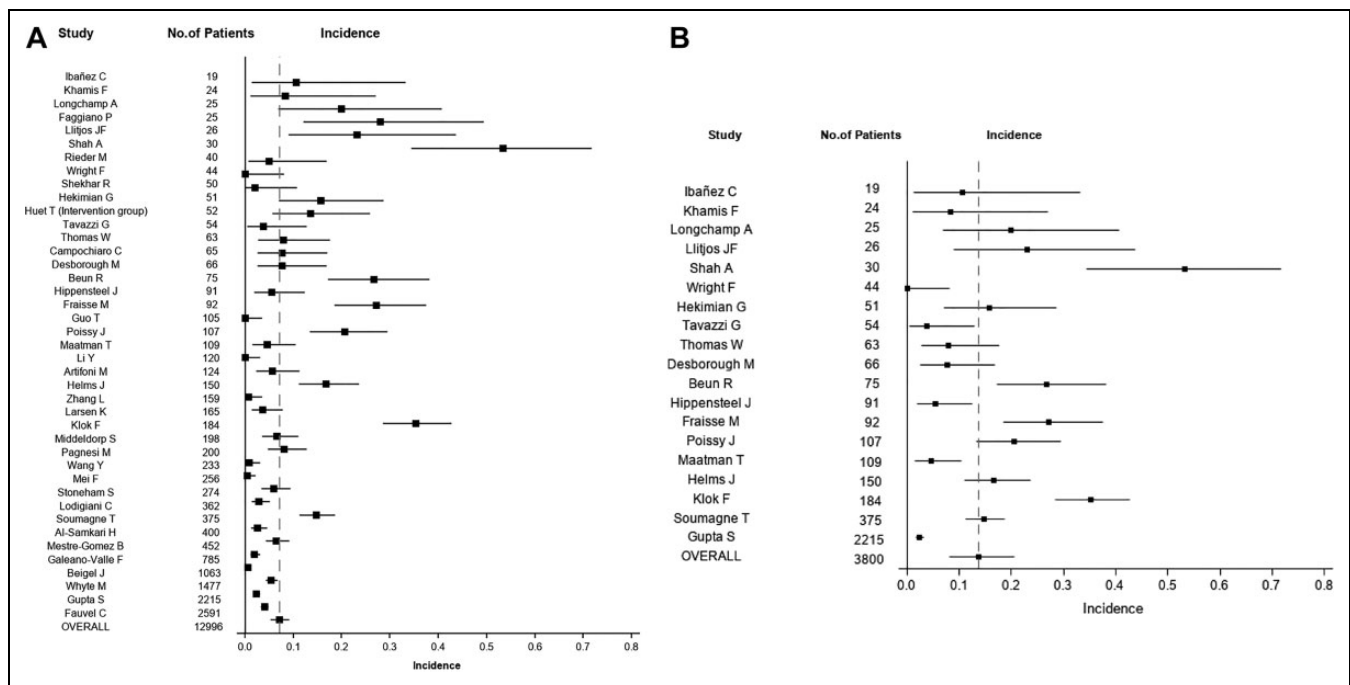 A
Study No.of Patients Incidence
Ibañez C 19
Khamis F 24
Longchamp A 25
Faggiano P 25
Llitjos JF 26
Shah A 30
Rieder M 40
Wright F 44
Shekhar R 50
Hekimian G 51
Huet T (Intervention group) 52
Tavazzi G 54
Thomas W 63
Campochiaro C 65
Desborough M 66
Beun R 75
Hippensteel J 91
Fraisse M 92
Guo T 105
Poissy J 107
Maatman T 109
Li Y 120
Artifoni M 124
Helms J 150
Zhang L 159
Larsen K 165
Klok F 184
Middeldorp S 198
Pagnesi M 200
Wang Y 233
Mei F 256
Stoneham S 274
Lodigiani C 362
Soumagne T 375
Al-Samkari H 400
Mestre-Gomez B 452
Galeano-Valle F 785
Beigel J 1063
Whyte M 1477
Gupta S 2215
Fauvel C 2591
OVERALL 12996
0.0 0.1 0.2 0.3 0.4 0.5 0.6 0.7 0.8
Incidence
B
Study No.of Patients Incidence
Ibañez C 19
Khamis F 24
Longchamp A 25
Llitjos JF 26
Shah A 30
Wright F 44
Hekimian G 51
Tavazzi G 54
Thomas W 63
Desborough M 66
Beun R 75
Hippensteel J 91
Fraisse M 92
Poissy J 107
Maatman T 109
Helms J 150
Klok F 184
Soumagne T 375
Gupta S 2215
OVERALL 3800
0.0 0.1 0.2 0.3 0.4 0.5 0.6 0.7 0.8
Incidence